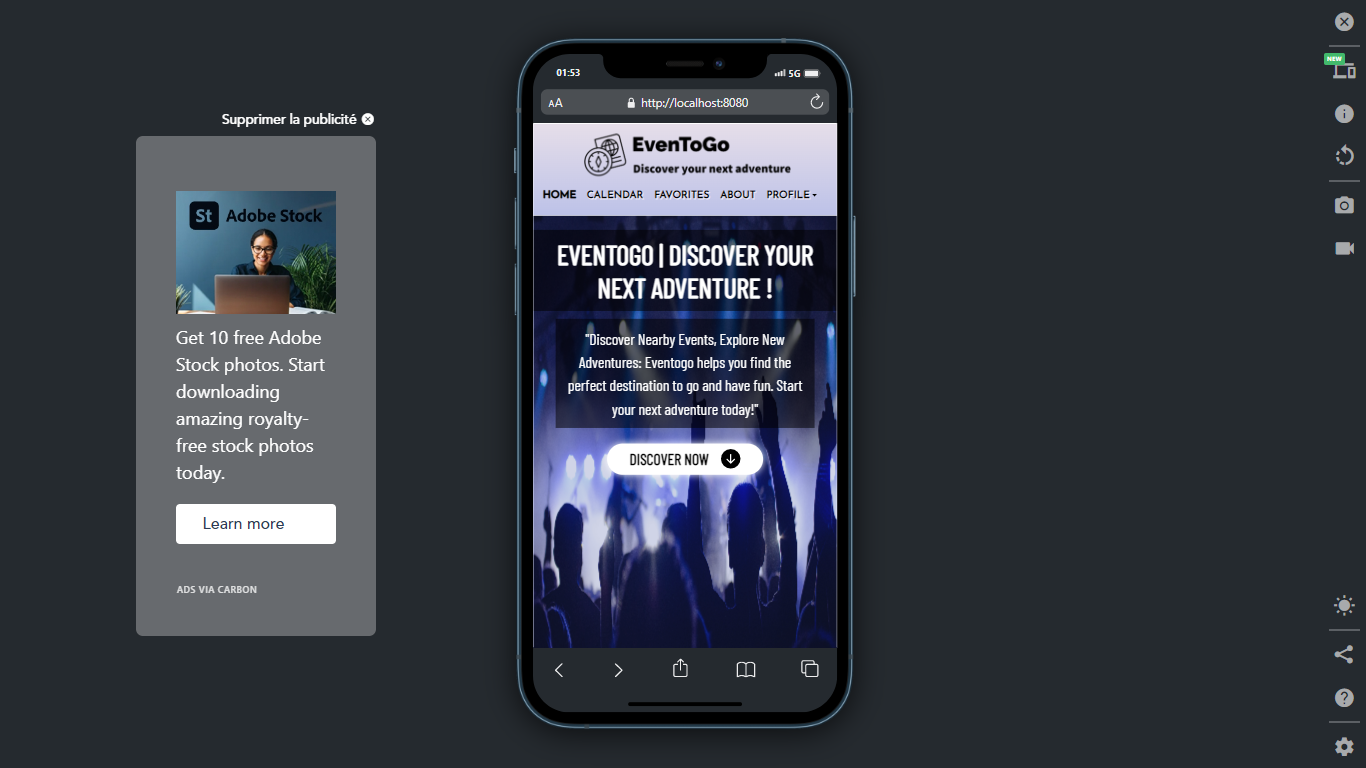 Supprimer la publicité
St Adobe Stock
Get 10 free Adobe
Stock photos. Start
downloading
amazing royalty-
free stock photos
today.
Learn more
ADS VIA CARBON
01:53
5G
AA
http://localhost:8080
EvenToGo
Discover your next adventure
HOME CALENDAR FAVORITES ABOUT PROFILE
EVENTOGO | DISCOVER YOUR
NEXT ADVENTURE !
"Discover Nearby Events, Explore New
Adventures: Eventogo helps you find the
perfect destination to go and have fun. Start
your next adventure today!"
DISCOVER NOW
NEW